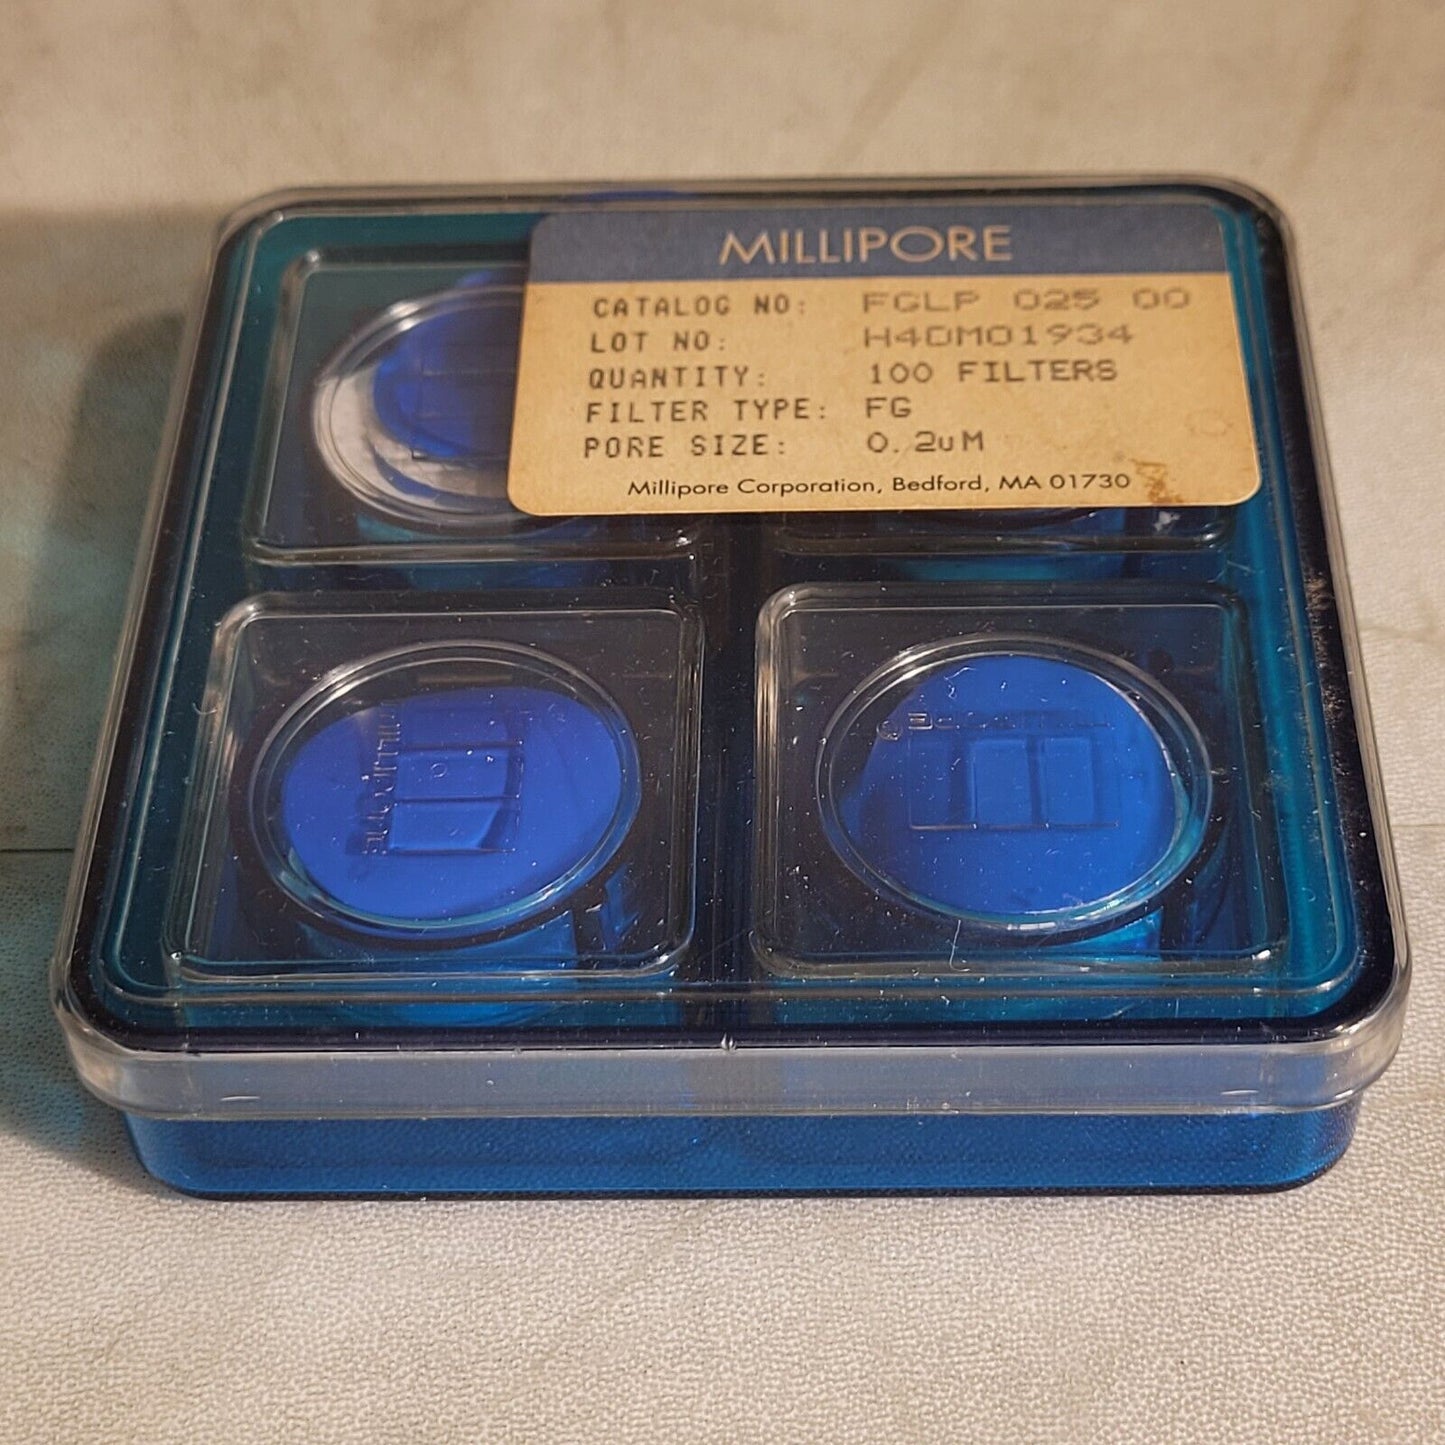 MILLIPORE
CATALOG NO: FGLP 025 00
LOT NO: H4DM01934
QUANTITY: 100 FILTERS
FILTER TYPE: FG
PORE SIZE: 0.2uM
Millipore Corporation, Bedford, MA 01730
MILLIPORE